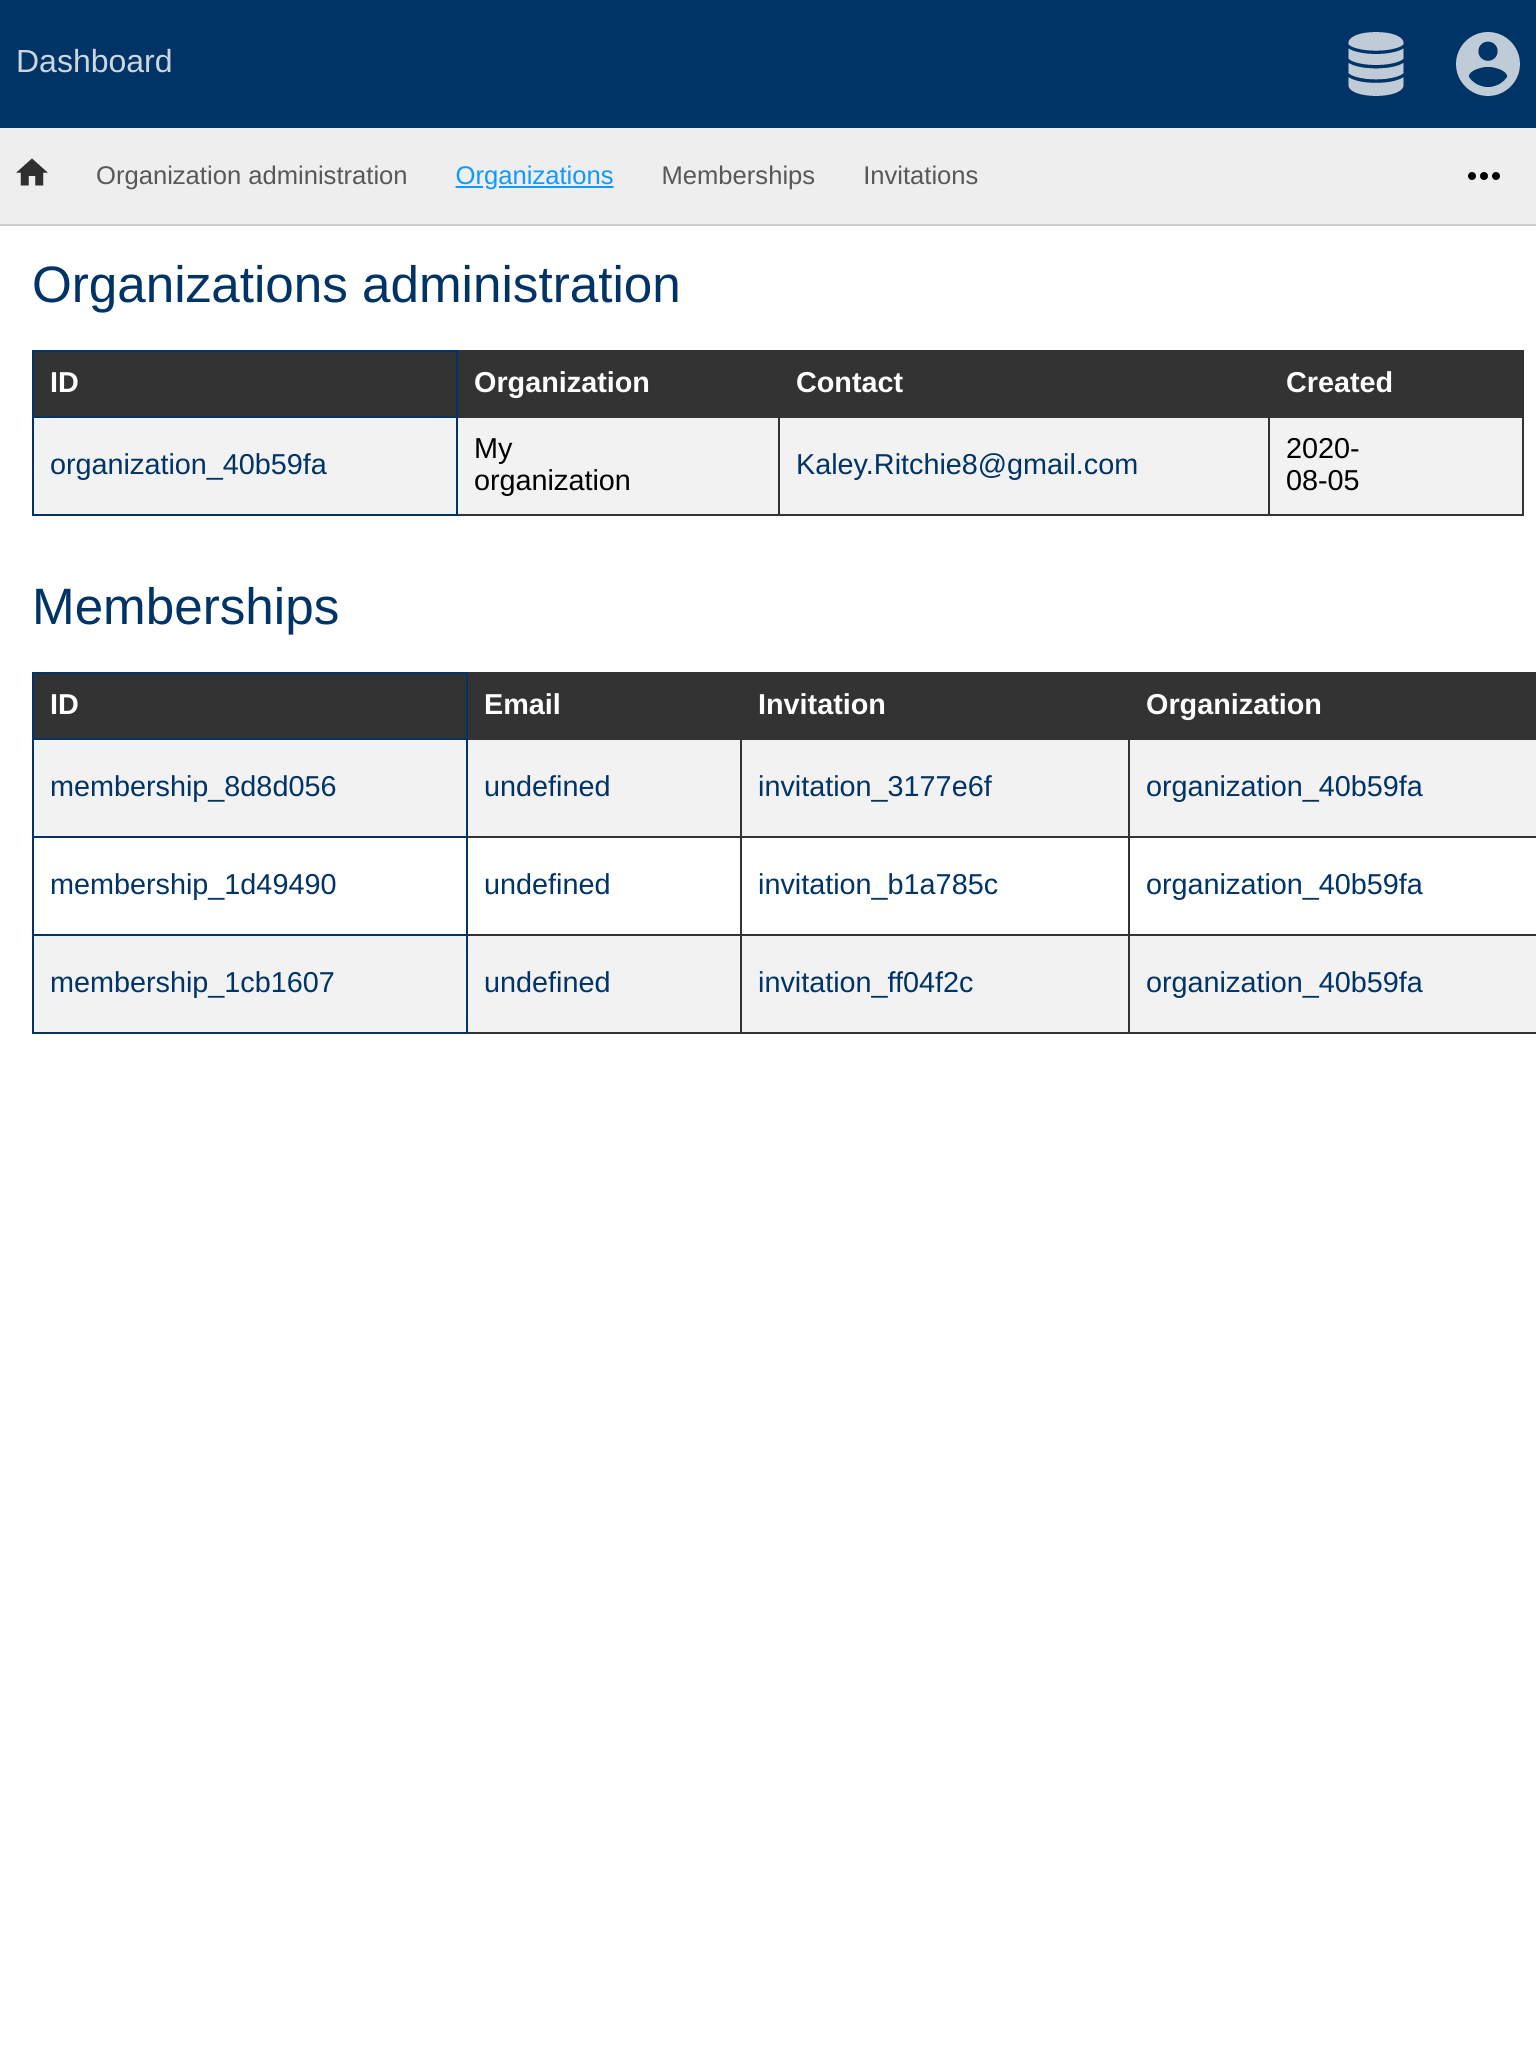 Dashboard
Organization administration Organizations Memberships Invitations
Organizations administration
ID Organization Contact Created
organization_40b59fa My organization Kaley.Ritchie8@gmail.com 2020-08-05
Memberships
ID Email Invitation Organization
membership_8d8d056 undefined invitation_3177e6f organization_40b59fa
membership_1d49490 undefined invitation_b1a785c organization_40b59fa
membership_1cb1607 undefined invitation_ff04f2c organization_40b59fa